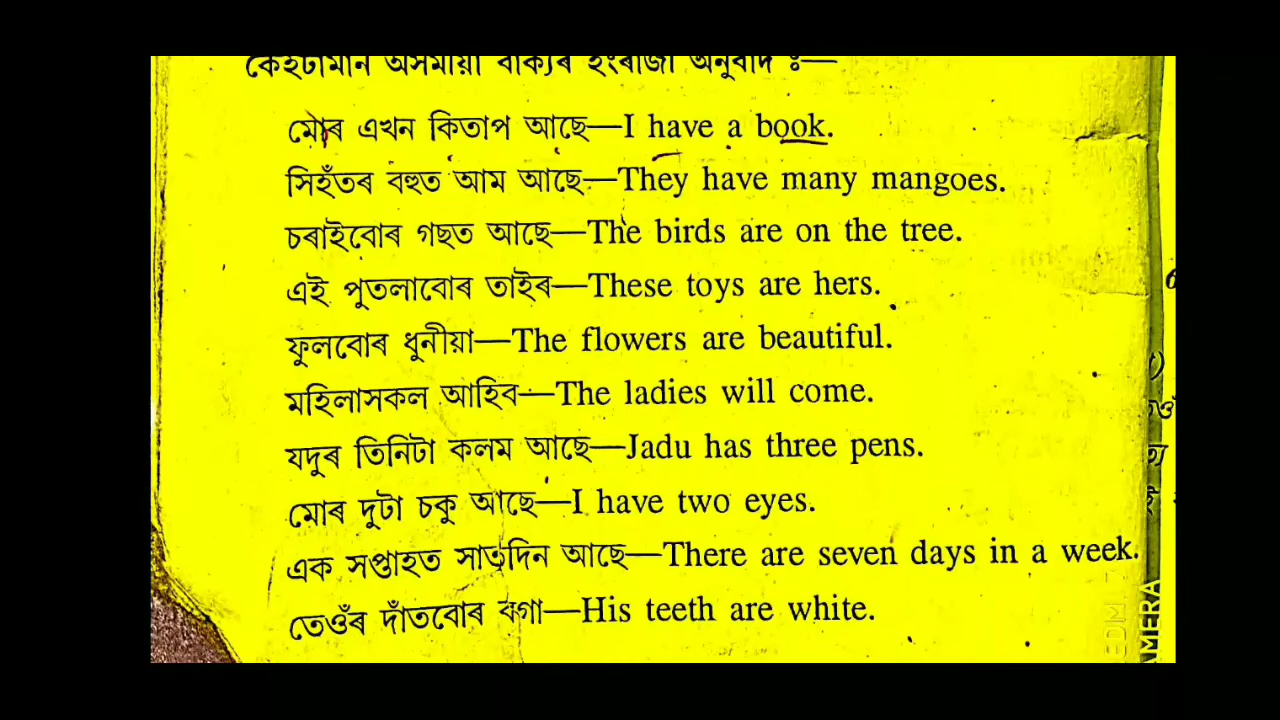 কেইটামান অসমীয়া বাক্যৰ ইংৰাজী অনুবাদ ঃ—
মোৰ এখন কিতাপ আছে—I have a book.
সিহঁতৰ বহুত আম আছে—They have many mangoes.
চৰাইবোৰ গছত আছে—The birds are on the tree.
এই পুতলাবোৰ তাইৰ—These toys are hers.
ফুলবোৰ ধুনীয়া—The flowers are beautiful.
মহিলাসকল আহিব—The ladies will come.
যদুৰ তিনিটা কলম আছে—Jadu has three pens.
মোৰ দুটা চকু আছে—I have two eyes.
এক সপ্তাহত সাতদিন আছে—There are seven days in a week.
তেওঁৰ দাঁতবোৰ বগা—His teeth are white.